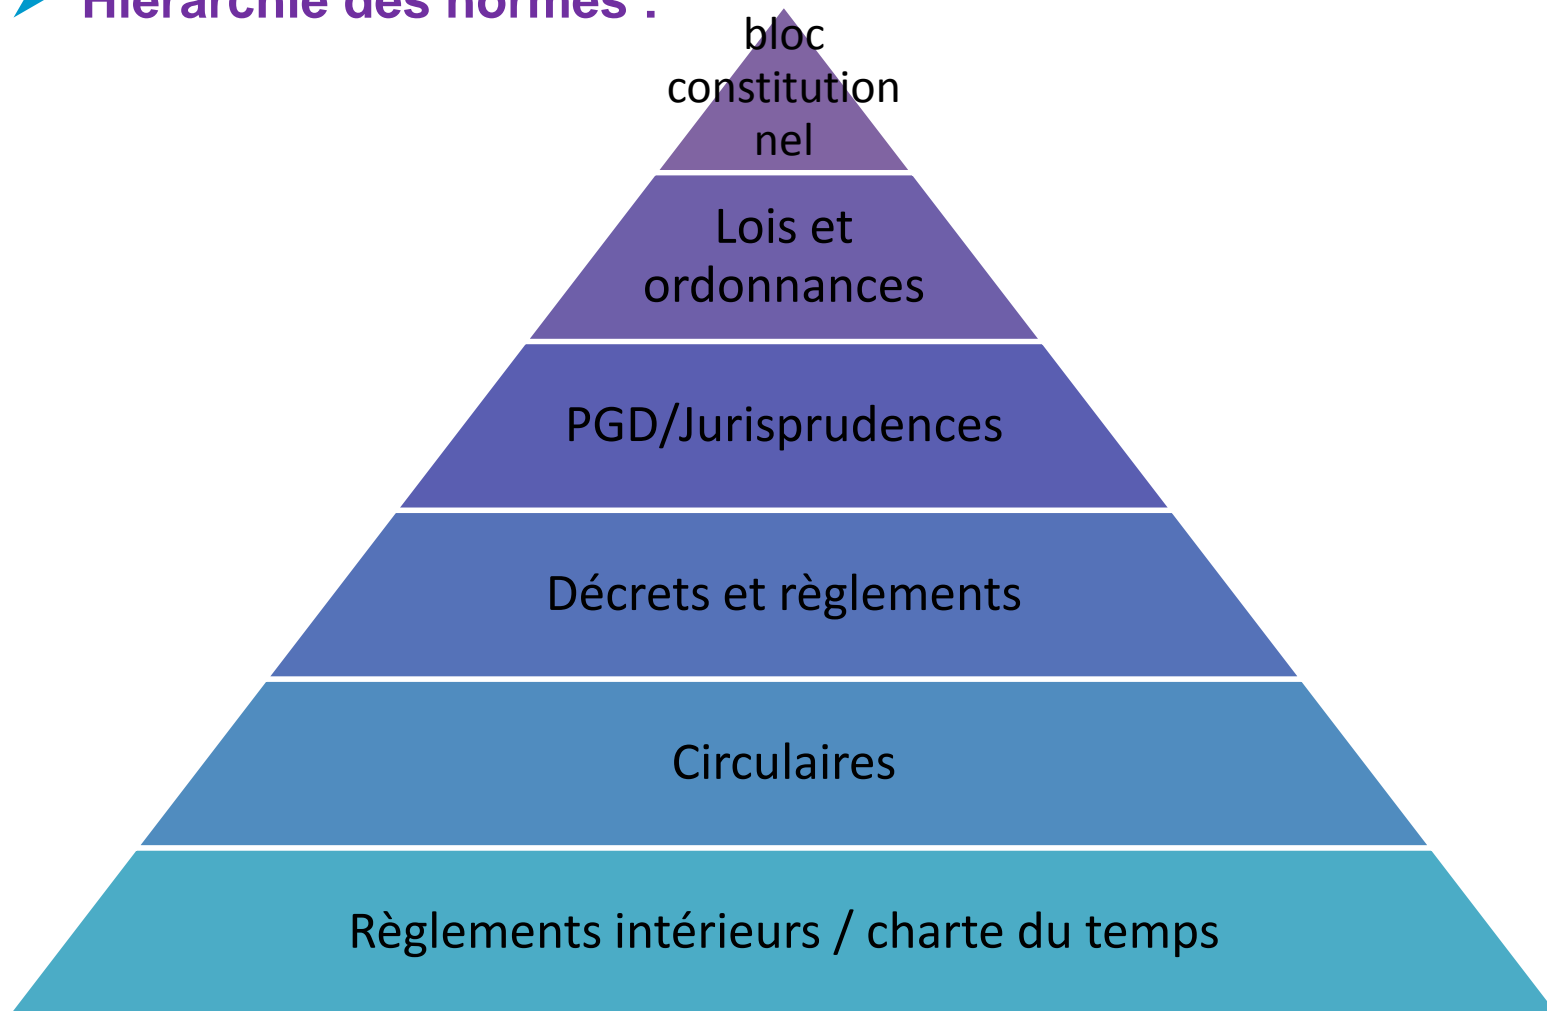 Hiérarchie des normes :
bloc
constitution
nel
Lois et
ordonnances
PGD/Jurisprudences
Décrets et règlements
Circulaires
Règlements intérieurs / charte du temps